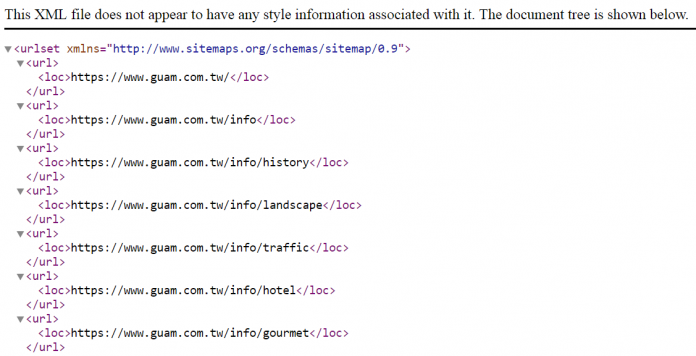 This XML file does not appear to have any style information associated with it. The document tree is shown below.
▼<urlset xmlns="http://www.sitemaps.org/schemas/sitemap/0.9">
▼<url>
<loc>https://www.guam.com.tw/</loc>
</url>
▼<url>
<loc>https://www.guam.com.tw/info</loc>
</url>
▼<url>
<loc>https://www.guam.com.tw/info/history</loc>
</url>
▼<url>
<loc>https://www.guam.com.tw/info/landscape</loc>
</url>
▼<url>
<loc>https://www.guam.com.tw/info/traffic</loc>
</url>
▼<url>
<loc>https://www.guam.com.tw/info/hotel</loc>
</url>
▼<url>
<loc>https://www.guam.com.tw/info/gourmet</loc>
</url>